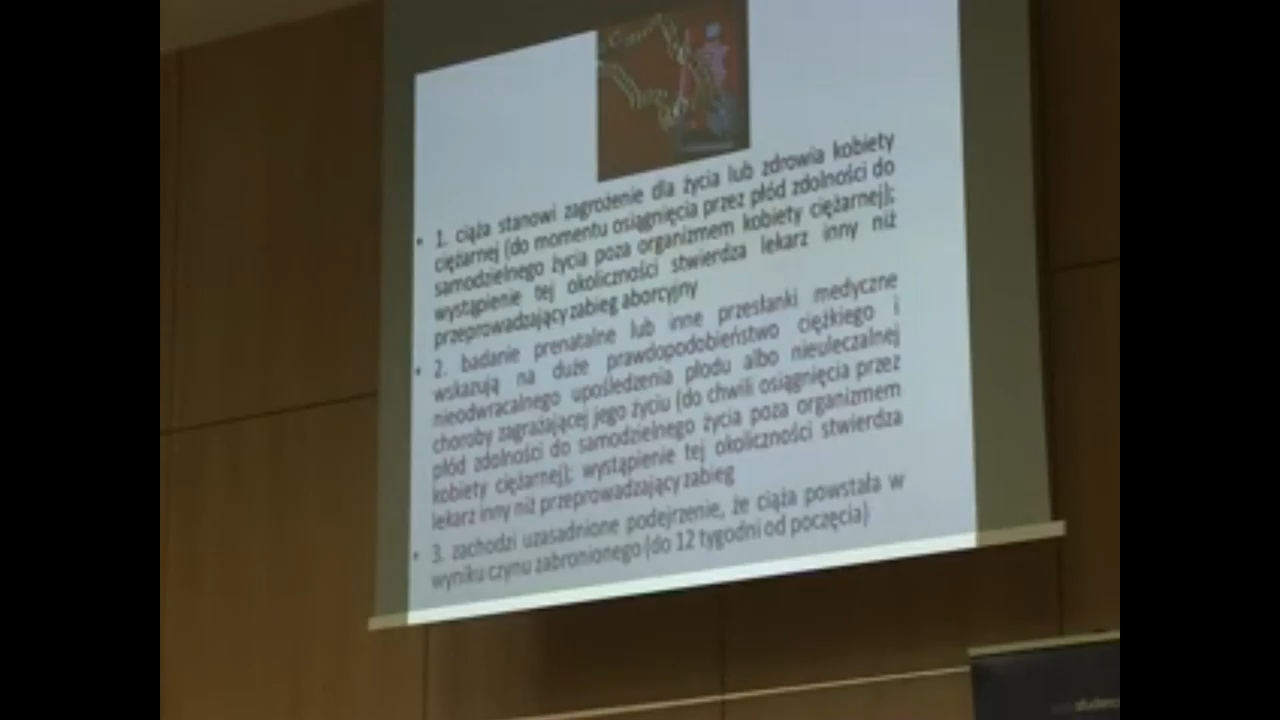 • 1. ciąża stanowi zagrożenie dla życia lub zdrowia kobiety
ciężarnej (do momentu osiągnięcia przez płód zdolności do
samodzielnego życia poza organizmem kobiety ciężarnej);
wystąpienie tej okoliczności stwierdza lekarz inny niż
przeprowadzający zabieg aborcyjny
• 2. badanie prenatalne lub inne przesłanki medyczne
wskazują na duże prawdopodobieństwo ciężkiego i
nieodwracalnego upośledzenia płodu albo nieuleczalnej
choroby zagrażającej jego życiu (do chwili osiągnięcia przez
płód zdolności do samodzielnego życia poza organizmem
kobiety ciężarnej); wystąpienie tej okoliczności stwierdza
lekarz inny niż przeprowadzający zabieg
• 3. zachodzi uzasadnione podejrzenie, że ciąża powstała w
wyniku czynu zabronionego (do 12 tygodni od poczęcia)